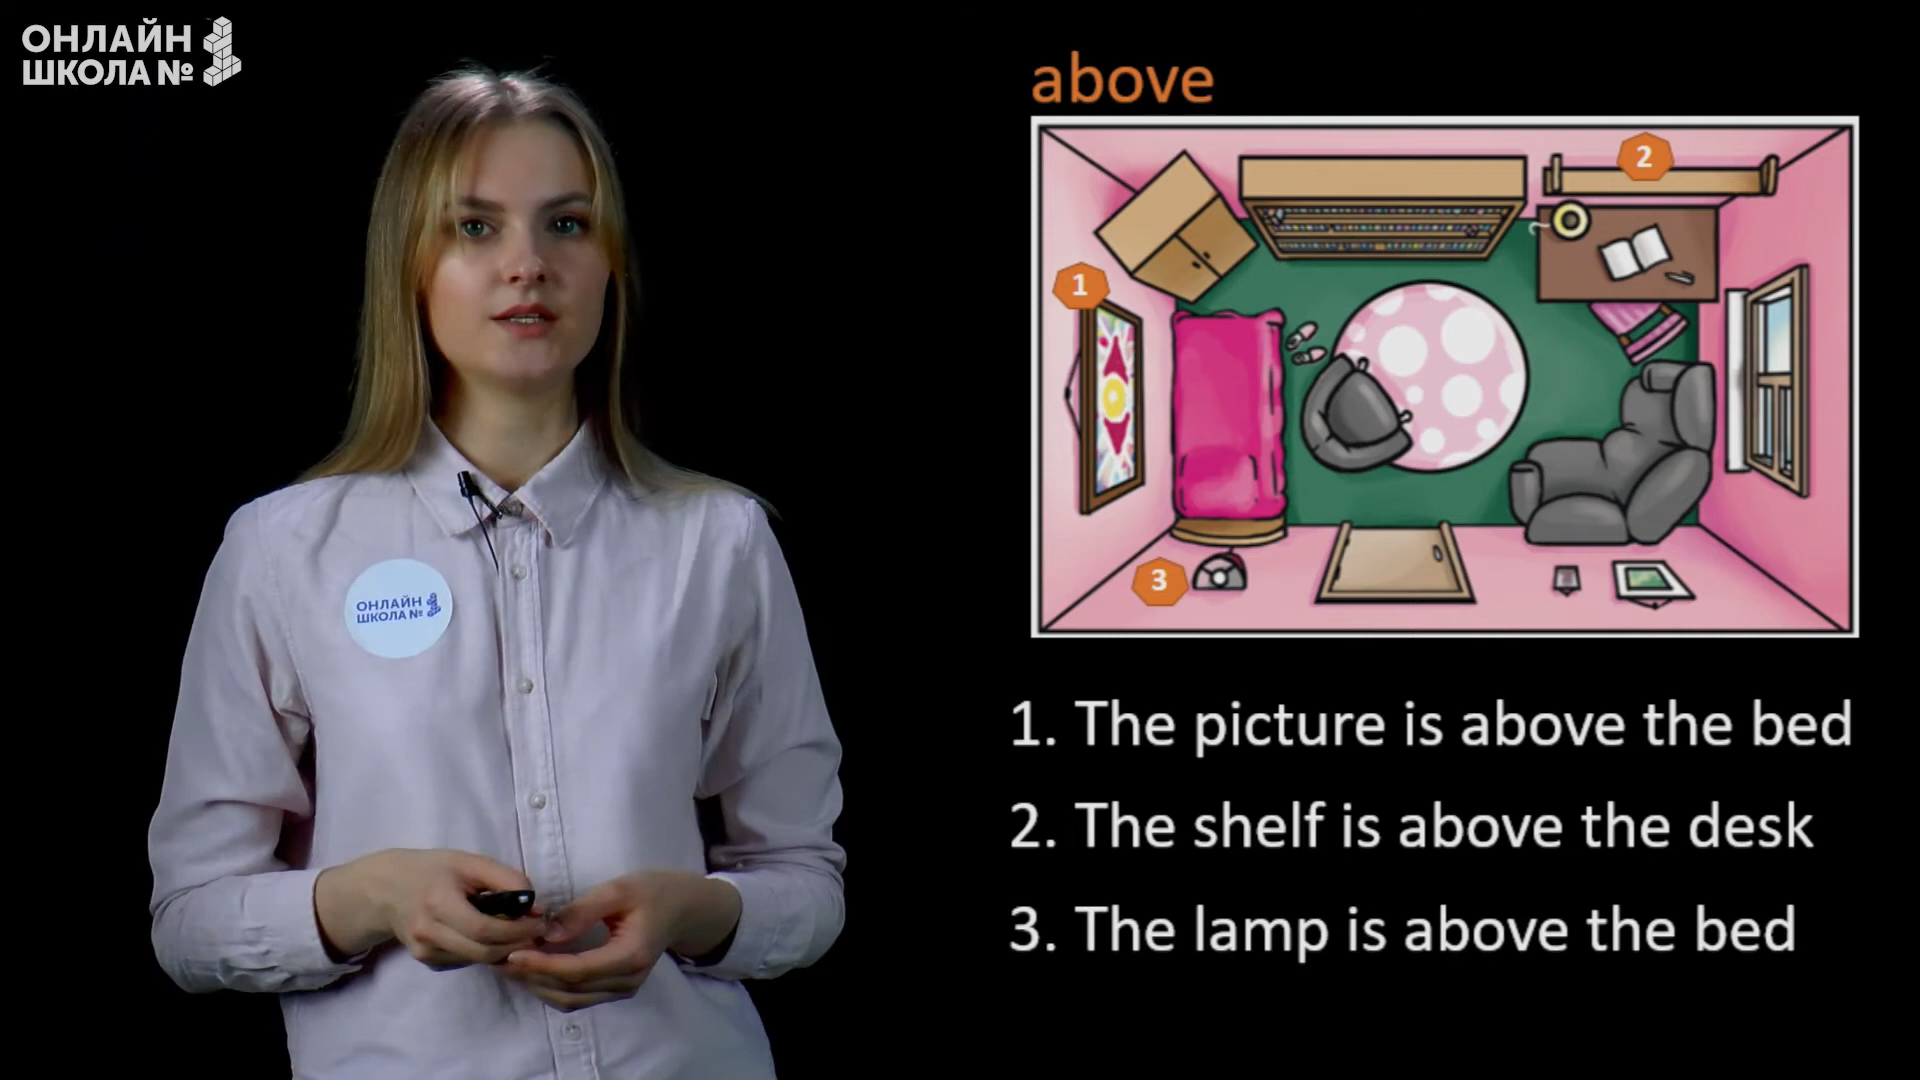 ОНЛАЙН
ШКОЛА №
above
1
2
3
ОНЛАЙН
ШКОЛА №
1. The picture is above the bed
2. The shelf is above the desk
3. The lamp is above the bed